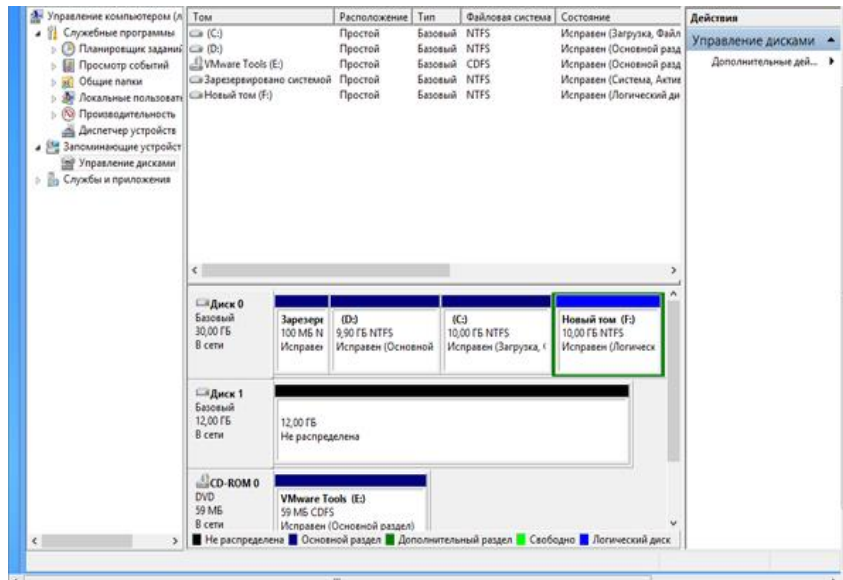 Управление компьютером (л
Служебные программы
Планировщик заданий
Просмотр событий
Общие папки
Локальные пользовате
Производительность
Диспетчер устройств
Запоминающие устройст
Управление дисками
Службы и приложения
Том Расположение Тип Файловая система Состояние
(C:) Простой Базовый NTFS Исправен (Загрузка, Файл
(D:) Простой Базовый NTFS Исправен (Основной разд
VMware Tools (E:) Простой Базовый CDFS Исправен (Основной разд
Зарезервировано системой Простой Базовый NTFS Исправен (Система, Актив
Новый том (F:) Простой Базовый NTFS Исправен (Логический ди
Действия
Управление дисками
Дополнительные дей...
Диск 0
Базовый
30,00 ГБ
В сети
Зарезерв
100 МБ N
Исправен
(D:)
9,90 ГБ NTFS
Исправен (Основной
(C:)
10,00 ГБ NTFS
Исправен (Загрузка,
Новый том (F:)
10,00 ГБ NTFS
Исправен (Логическ
Диск 1
Базовый
12,00 ГБ
В сети
12,00 ГБ
Не распределена
CD-ROM 0
DVD
59 МБ
В сети
VMware Tools (E:)
59 МБ CDFS
Исправен (Основной раздел)
Не распределена Основной раздел Дополнительный раздел Свободно Логический диск